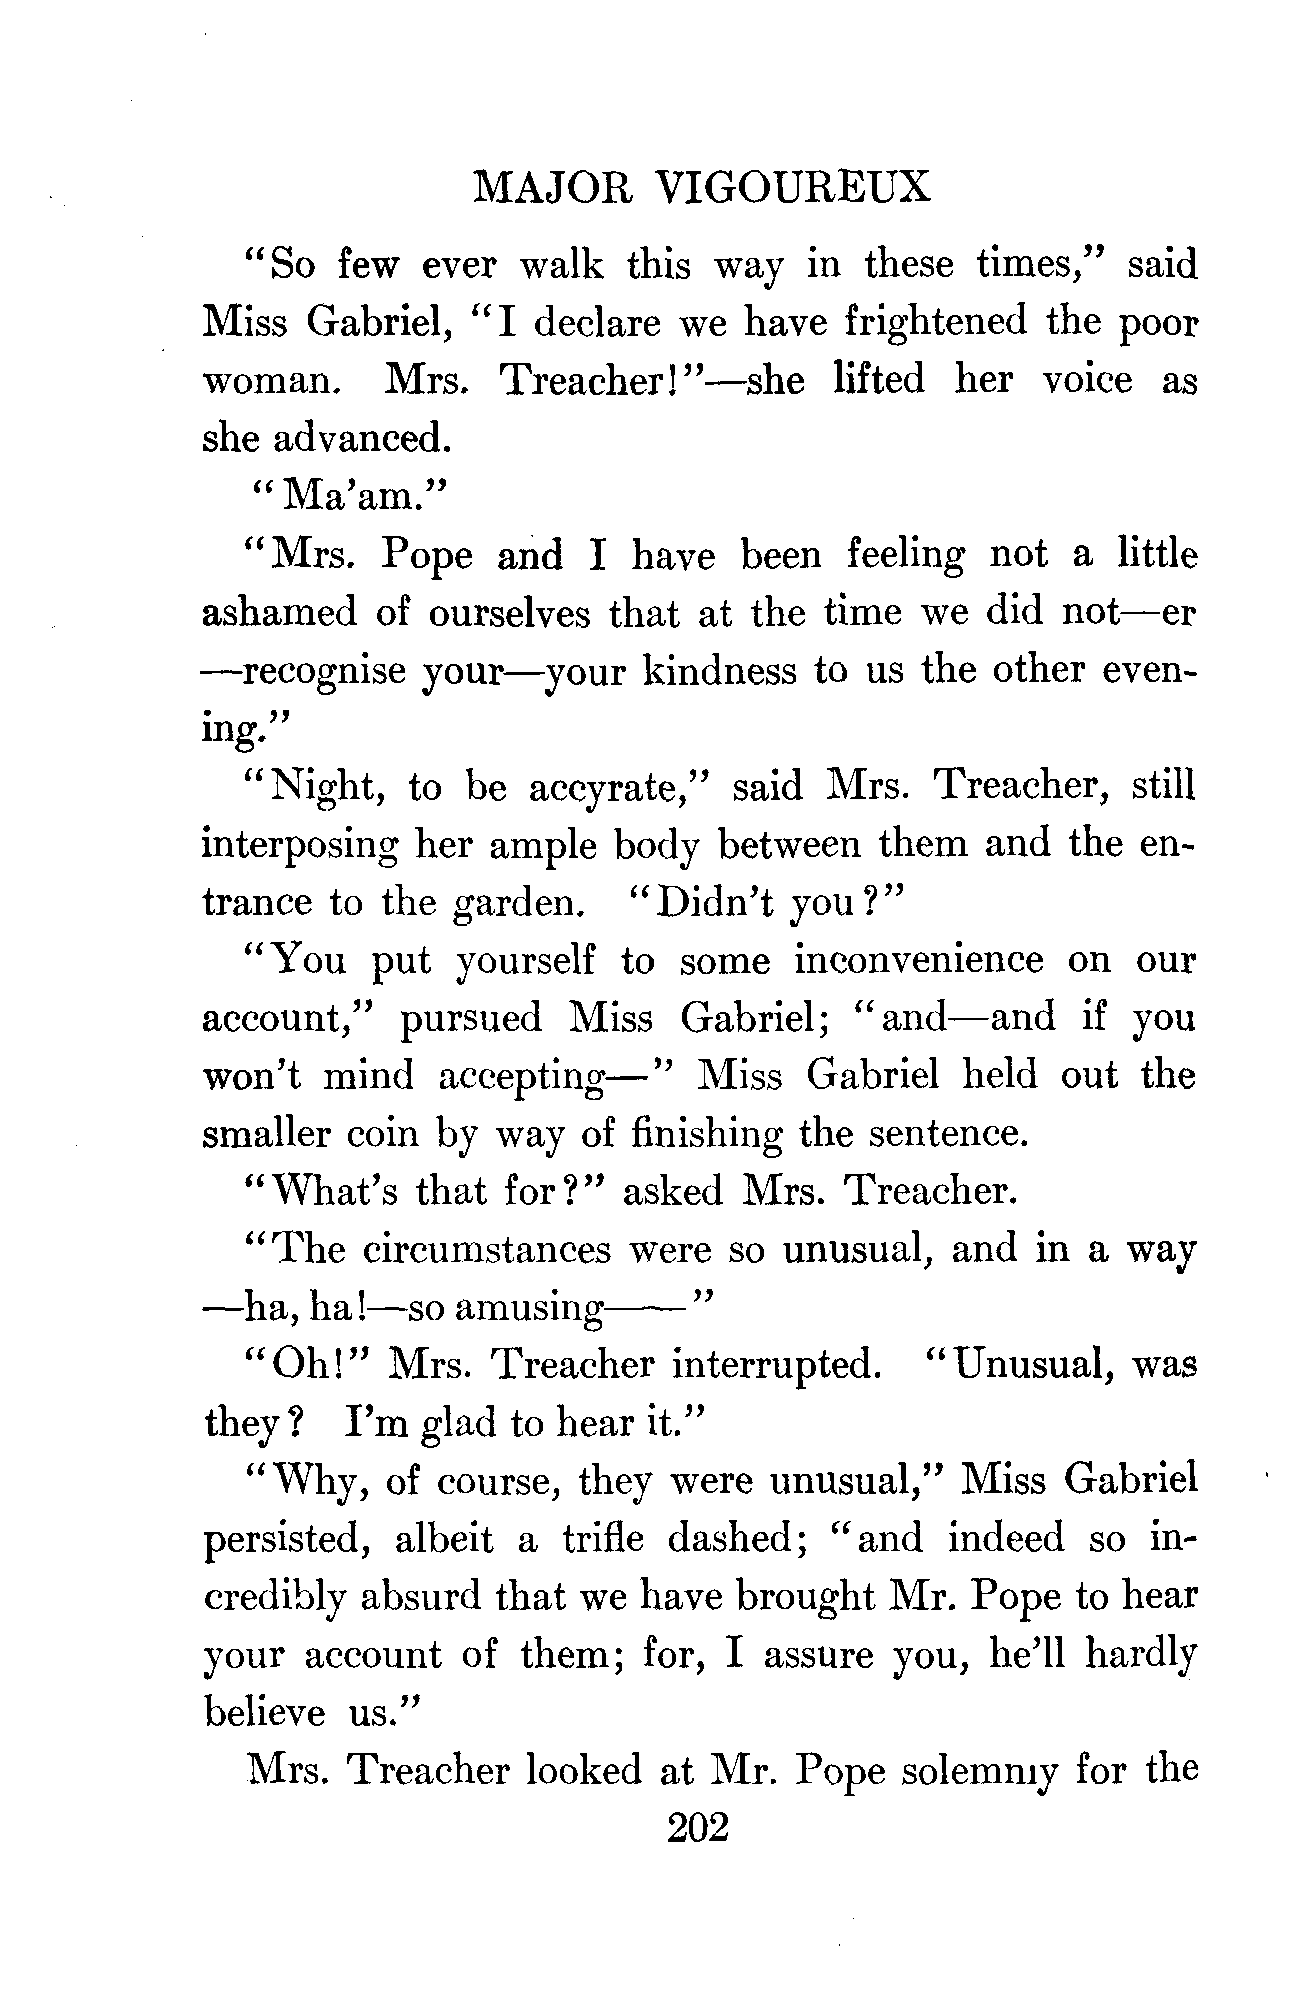 MAJOR VIGOUREUX
"So few ever walk this way in these times," said
Miss Gabriel, "I declare we have frightened the poor
woman. Mrs. Treacher!"—she lifted her voice as
she advanced.
"Ma'am."
"Mrs. Pope and I have been feeling not a little
ashamed of ourselves that at the time we did not—er
—recognise your—your kindness to us the other even-
ing."
"Night, to be accyrate," said Mrs. Treacher, still
interposing her ample body between them and the en-
trance to the garden. "Didn't you?"
"You put yourself to some inconvenience on our
account," pursued Miss Gabriel; "and—and if you
won't mind accepting—" Miss Gabriel held out the
smaller coin by way of finishing the sentence.
"What's that for?" asked Mrs. Treacher.
"The circumstances were so unusual, and in a way
—ha, ha!—so amusing——"
"Oh!" Mrs. Treacher interrupted. "Unusual, was
they? I'm glad to hear it."
"Why, of course, they were unusual," Miss Gabriel
persisted, albeit a trifle dashed; "and indeed so in-
credibly absurd that we have brought Mr. Pope to hear
your account of them; for, I assure you, he'll hardly
believe us."
Mrs. Treacher looked at Mr. Pope solemnly for the
202